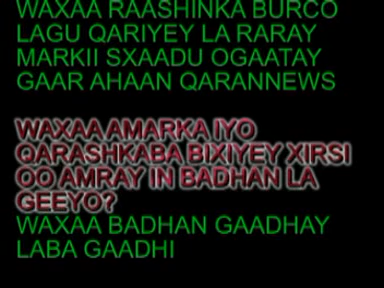 WAXAA RAASHINKA BURCO
LAGU QARIYEY LA RARAY
MARKII SXAADU OGAATAY
GAAR AHAAN QARANNEWS
WAXAA AMARKA IYO
QARASHKABA BIXIYEY XIRSI
OO AMRAY IN BADHAN LA
GEEYO?
WAXAA BADHAN GAADHAY
LABA GAADHI